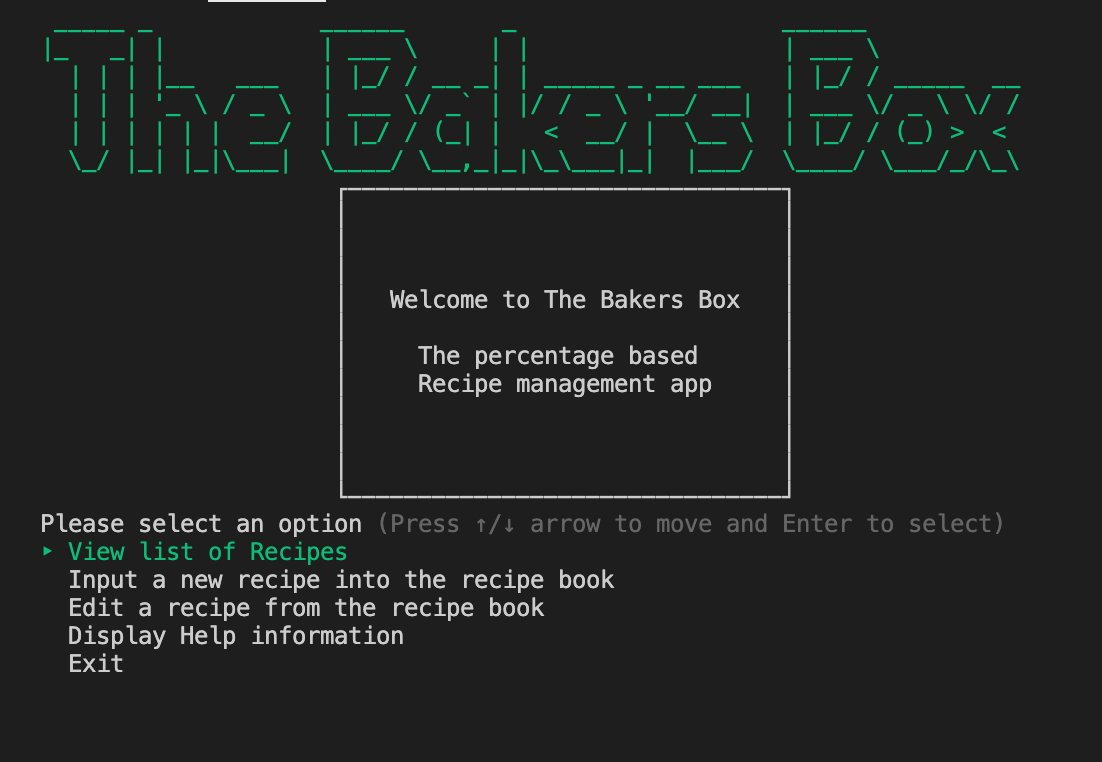 The Bakers Box
Welcome to The Bakers Box
The percentage based
Recipe management app
Please select an option (Press ↑/↓ arrow to move and Enter to select)
‣ View list of Recipes
Input a new recipe into the recipe book
Edit a recipe from the recipe book
Display Help information
Exit